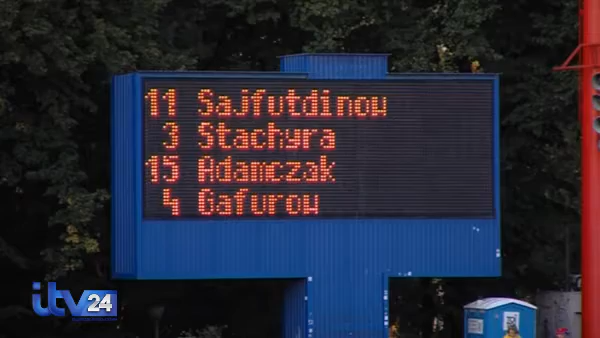 11 Sajfutdinow
3 Stachyra
15 Adamczak
4 Gafurow
itv24